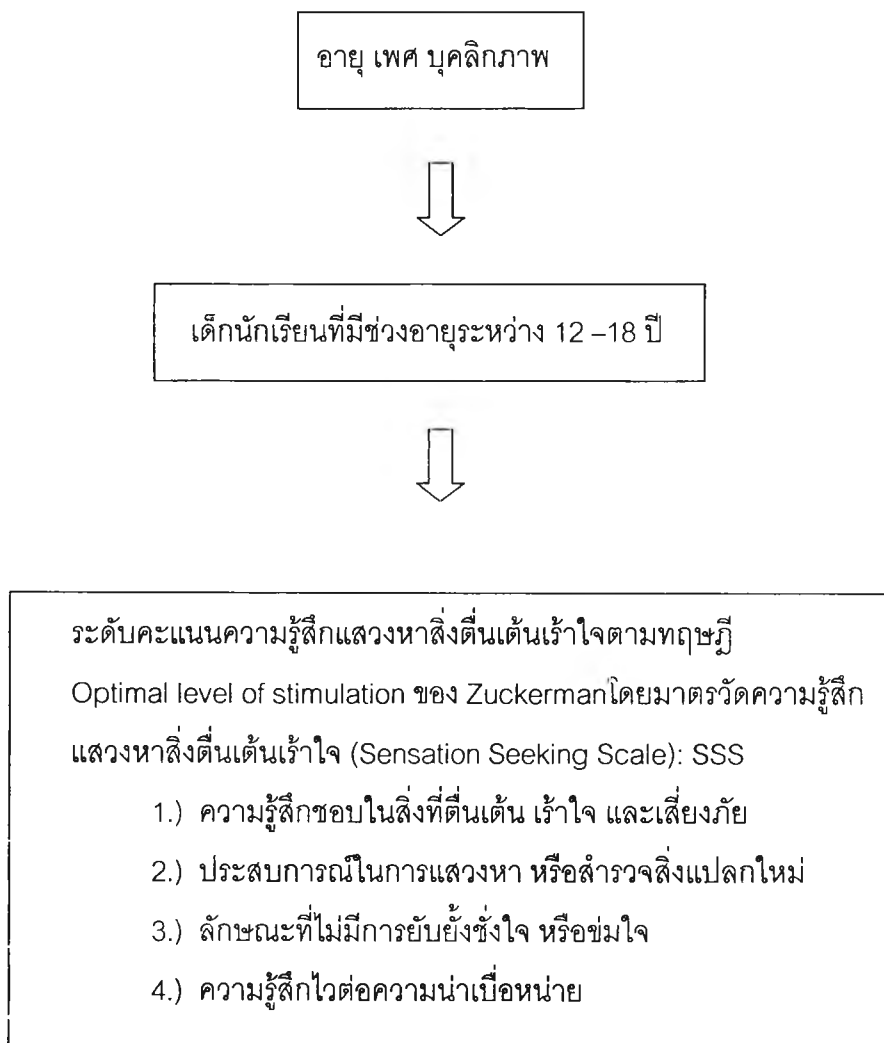 อายุ เพศ บุคลิกภาพ
เด็กนักเรียนที่มีช่วงอายุระหว่าง 12 –18 ปี
ระดับคะแนนความรู้สึกแสวงหาสิ่งตื่นเต้นเร้าใจตามทฤษฎี
Optimal level of stimulation ของ Zuckermanโดยมาตรวัดความรู้สึก
แสวงหาสิ่งตื่นเต้นเร้าใจ (Sensation Seeking Scale): SSS
1.) ความรู้สึกชอบในสิ่งที่ตื่นเต้น เร้าใจ และเสี่ยงภัย
2.) ประสบการณ์ในการแสวงหา หรือสำรวจสิ่งแปลกใหม่
3.) ลักษณะที่ไม่มีการยับยั้งชั่งใจ หรือข่มใจ
4.) ความรู้สึกไวต่อความน่าเบื่อหน่าย